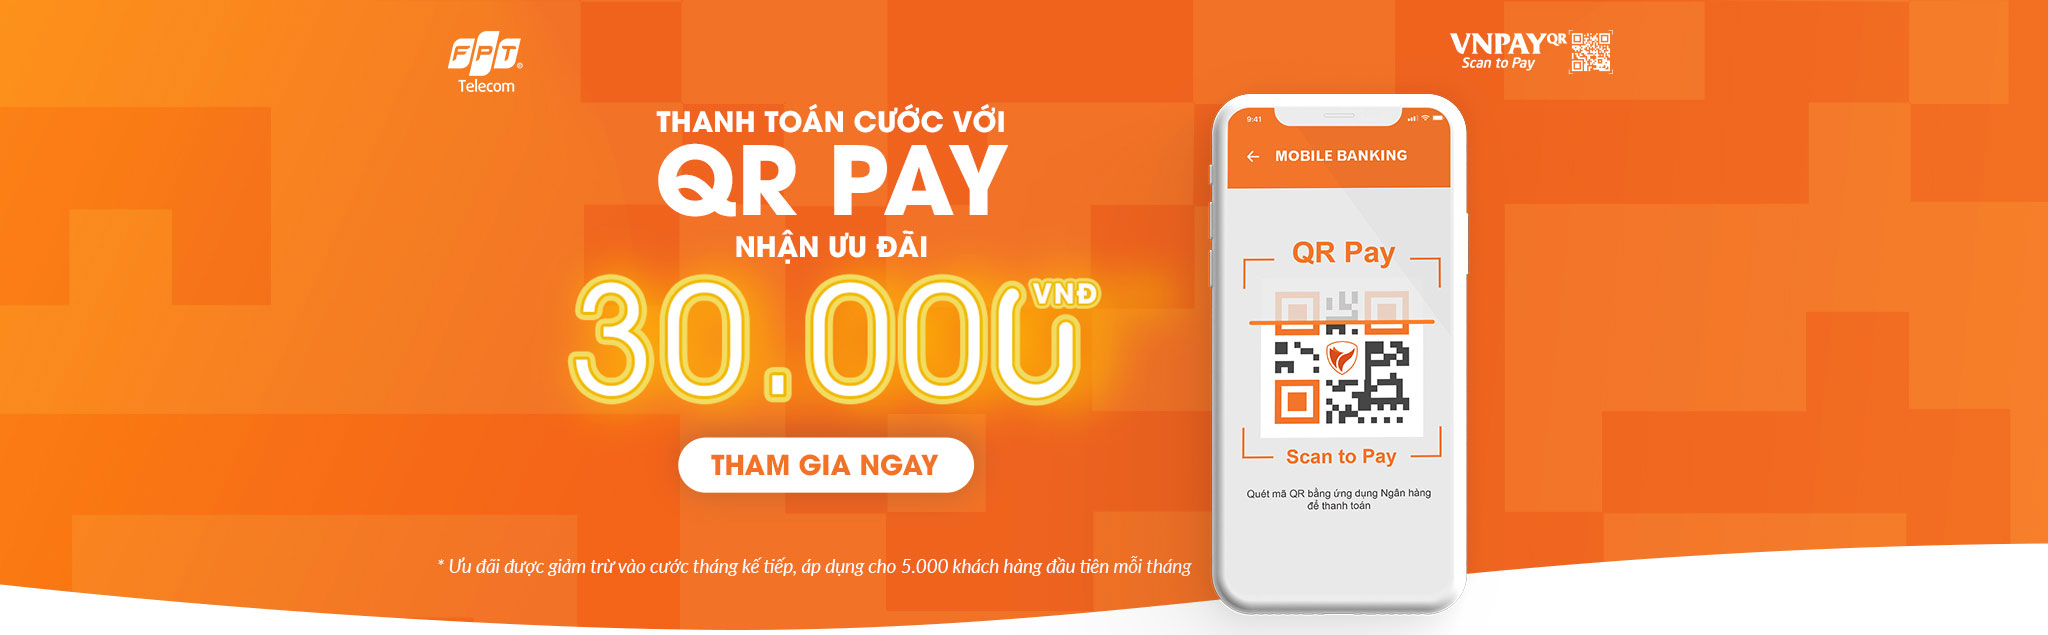 FPT
Telecom
VNPAYQR
Scan to Pay
THANH TOÁN CƯỚC VỚI
QR PAY
NHẬN ƯU ĐÃI
30.000 VNĐ
THAM GIA NGAY
* Ưu đãi được giảm trừ vào cước tháng kế tiếp, áp dụng cho 5.000 khách hàng đầu tiên mỗi tháng
9:41
MOBILE BANKING
QR Pay
Scan to Pay
Quét mã QR bằng ứng dụng Ngân hàng
để thanh toán